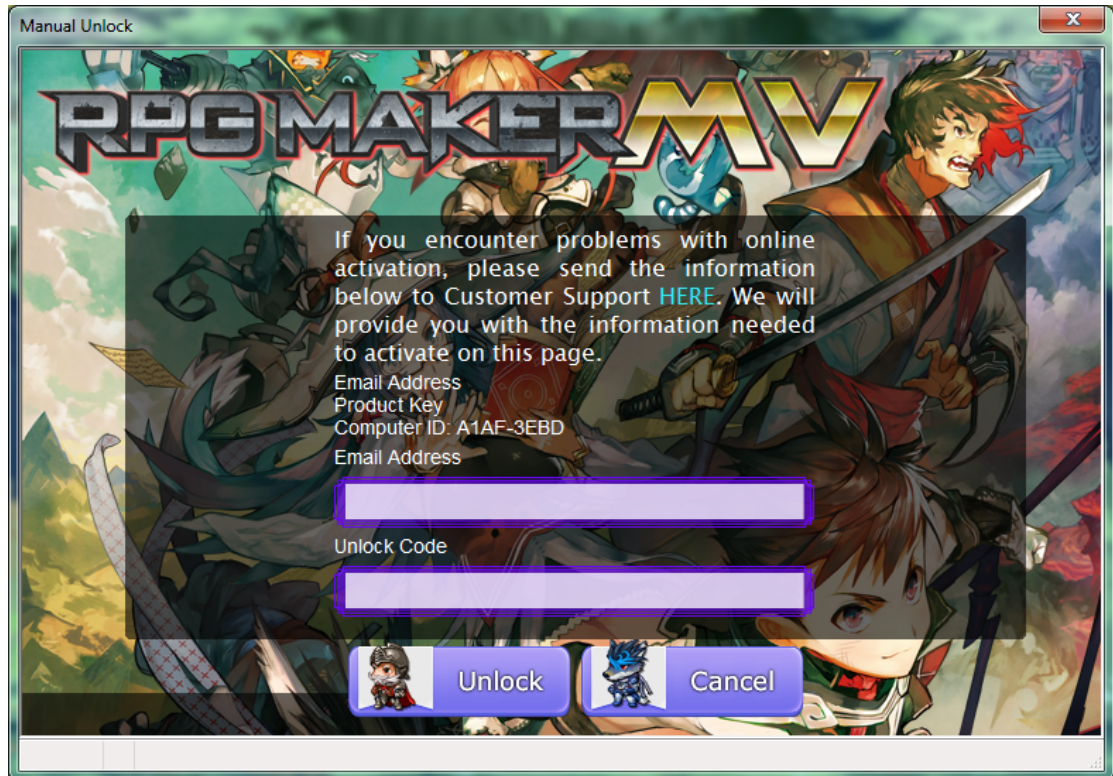 Manual Unlock
RPG MAKER MV
If you encounter problems with online
activation, please send the information
below to Customer Support HERE. We will
provide you with the information needed
to activate on this page.
Email Address
Product Key
Computer ID: A1AF-3EBD
Email Address
Unlock Code
Unlock
Cancel